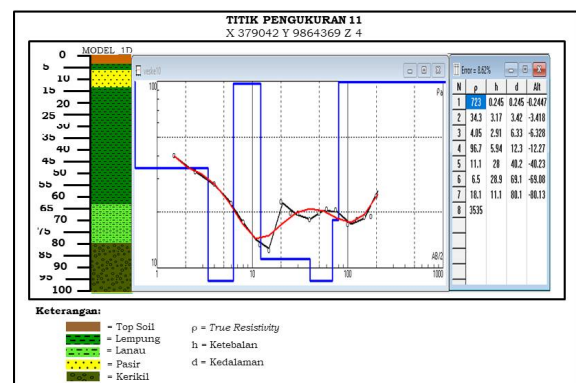 TITIK PENGUKURAN 11
X 379042 Y 9864369 Z 4
MODEL 1D
0
5
10
15
20
25
30
35
40
45
50
55
60
65
70
75
80
85
90
95
100
100
Pa
10
1
10
100
1000
AB/2
Error = 8.62%
N ρ h d Alt
1 723 0.245 0.245 -0.2447
2 34.3 3.17 3.42 -3.418
3 4.05 2.91 6.33 -6.328
4 96.7 5.94 12.3 -12.27
5 11.1 28 40.2 -40.23
6 6.5 28.9 69.1 -69.08
7 18.1 11.1 80.1 -80.13
8 3535
Keterangan:
= Top Soil
= Lempung
= Lanau
= Pasir
= Kerikil
ρ = True Resistivity
h = Ketebalan
d = Kedalaman